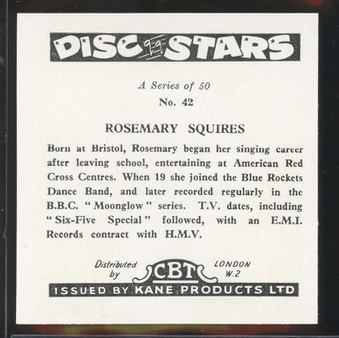 DISC STARS
A Series of 50
No. 42
ROSEMARY SQUIRES
Born at Bristol, Rosemary began her singing career
after leaving school, entertaining at American Red
Cross Centres. When 19 she joined the Blue Rockets
Dance Band, and later recorded regularly in the
B.B.C. "Moonglow" series. T.V. dates, including
"Six-Five Special" followed, with an E.M.I.
Records contract with H.M.V.
Distributed by CBT LONDON W.2
ISSUED BY KANE PRODUCTS LTD